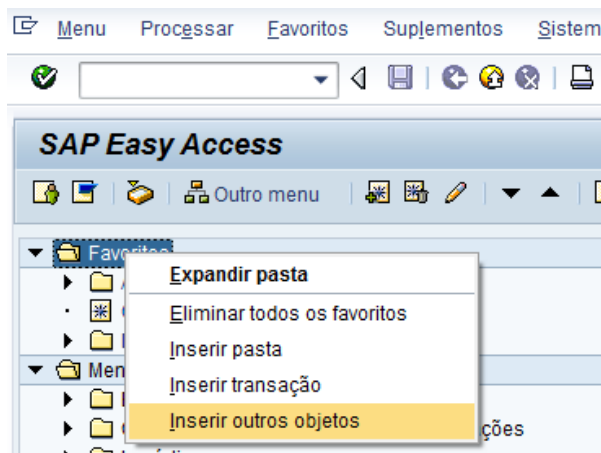 Menu Processar Favoritos Suplementos Sistem
SAP Easy Access
Outro menu
Favoritos
Expandir pasta
Eliminar todos os favoritos
Inserir pasta
Men
Inserir transação
Inserir outros objetos
ções